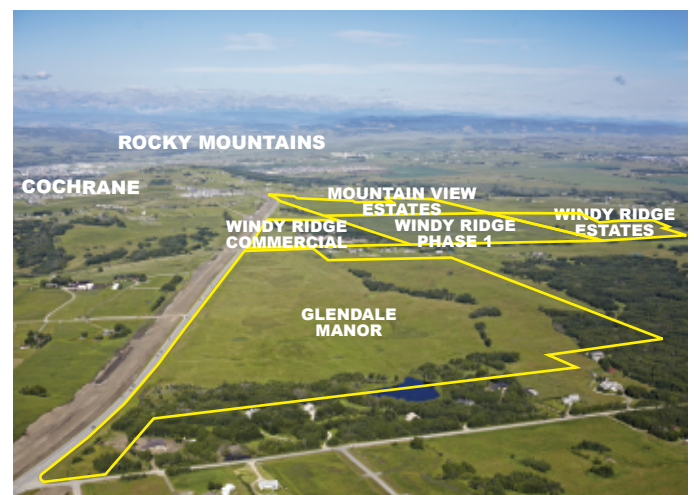 ROCKY MOUNTAINS
COCHRANE
MOUNTAIN VIEW
ESTATES
WINDY RIDGE
ESTATES
WINDY RIDGE
COMMERCIAL
WINDY RIDGE
PHASE 1
GLENDALE
MANOR